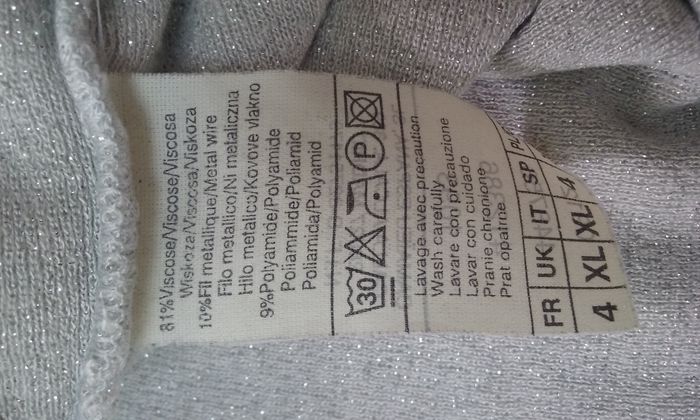 81%Viscose/Viscose/Viscosa
Wiskoza/Viscosa/Viskoza
10%Fil metallique/Metal wire
Filo metallico/Ni metaliczna
Hilo metalico/Kovove vlakno
9%Polyamide/Polyamide
Poliammide/Poliamid
Poliamida/Polyamid
30 P
Lavage avec precaution
Wash carefully
Lavare con precauzione
Lavar con cuidado
Pranie chronione
Prat opatrne
FR UK IT SP
4 XL XL 4